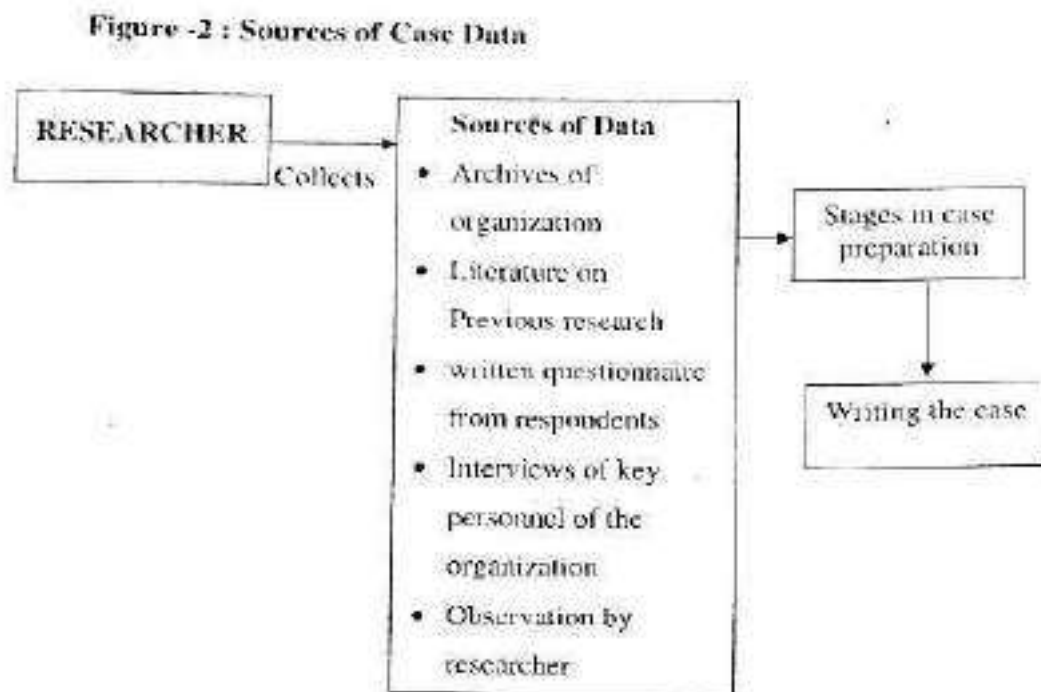 Figure -2 : Sources of Case Data
RESEARCHER
Collects
Sources of Data
• Archives of
organization
• Literature on
Previous research
• written questionnaire
from respondents
• Interviews of key
personnel of the
organization
• Observation by
researcher
Stages in case
preparation
Writing the case